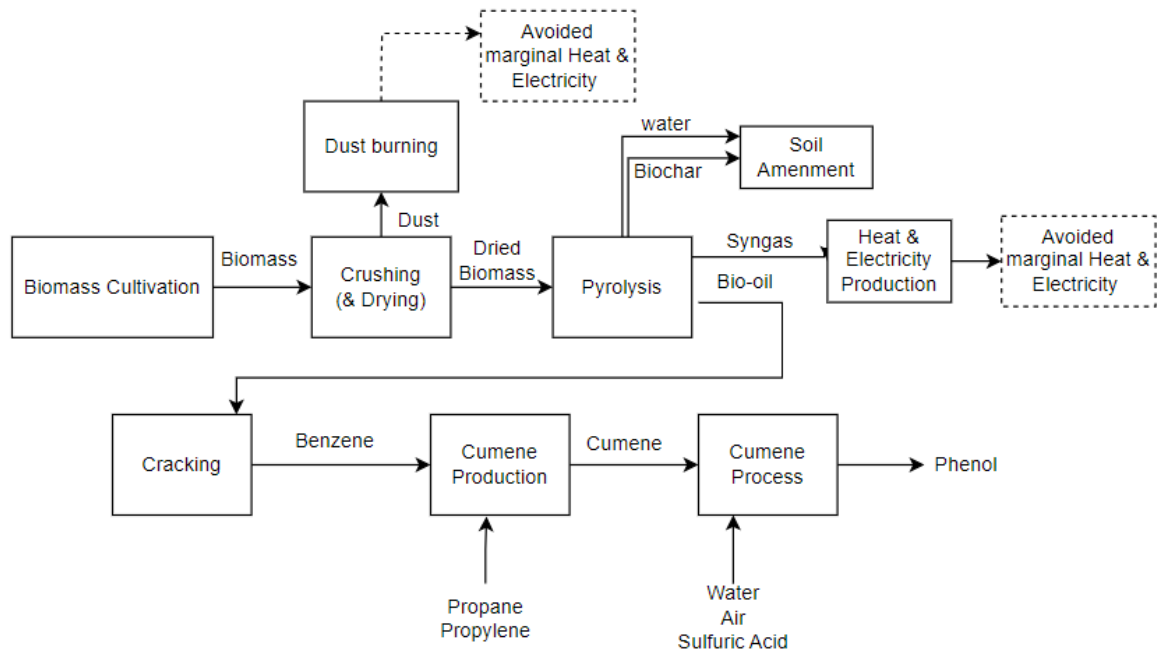 Avoided
marginal Heat &
Electricity
Dust burning
water
Soil
Amenment
Biochar
Dust
Biomass Cultivation
Biomass
Crushing
(& Drying)
Dried
Biomass
Pyrolysis
Syngas
Bio-oil
Heat &
Electricity
Production
Avoided
marginal Heat &
Electricity
Cracking
Benzene
Cumene
Production
Cumene
Cumene
Process
Phenol
Propane
Propylene
Water
Air
Sulfuric Acid